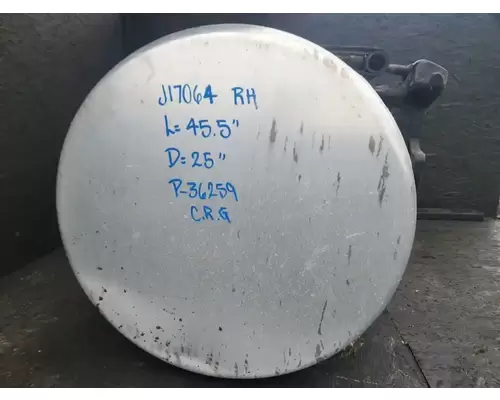 J17064 RH
L= 45.5"
D= 25"
P-36259
C.R.G